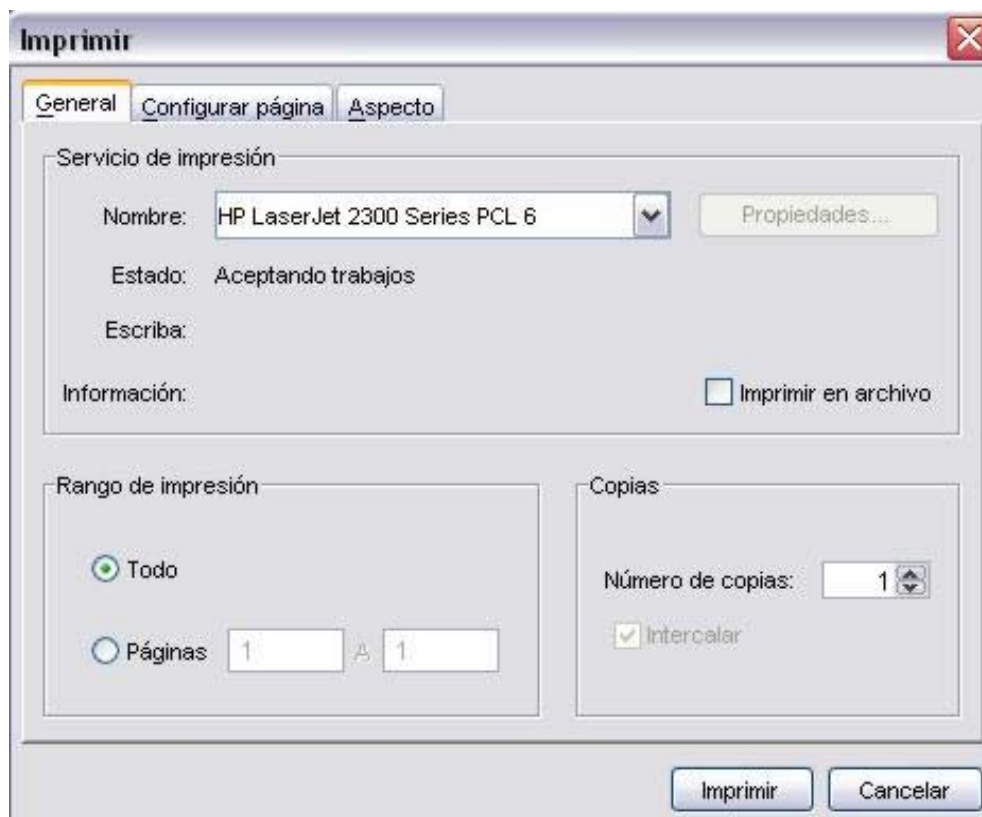 Imprimir
General Configurar página Aspecto
Servicio de impresión
Nombre: HP LaserJet 2300 Series PCL 6 Propiedades...
Estado: Aceptando trabajos
Escriba:
Información: Imprimir en archivo
Rango de impresión
Todo
Páginas 1 A 1
Copias
Número de copias: 1
Intercalar
Imprimir Cancelar